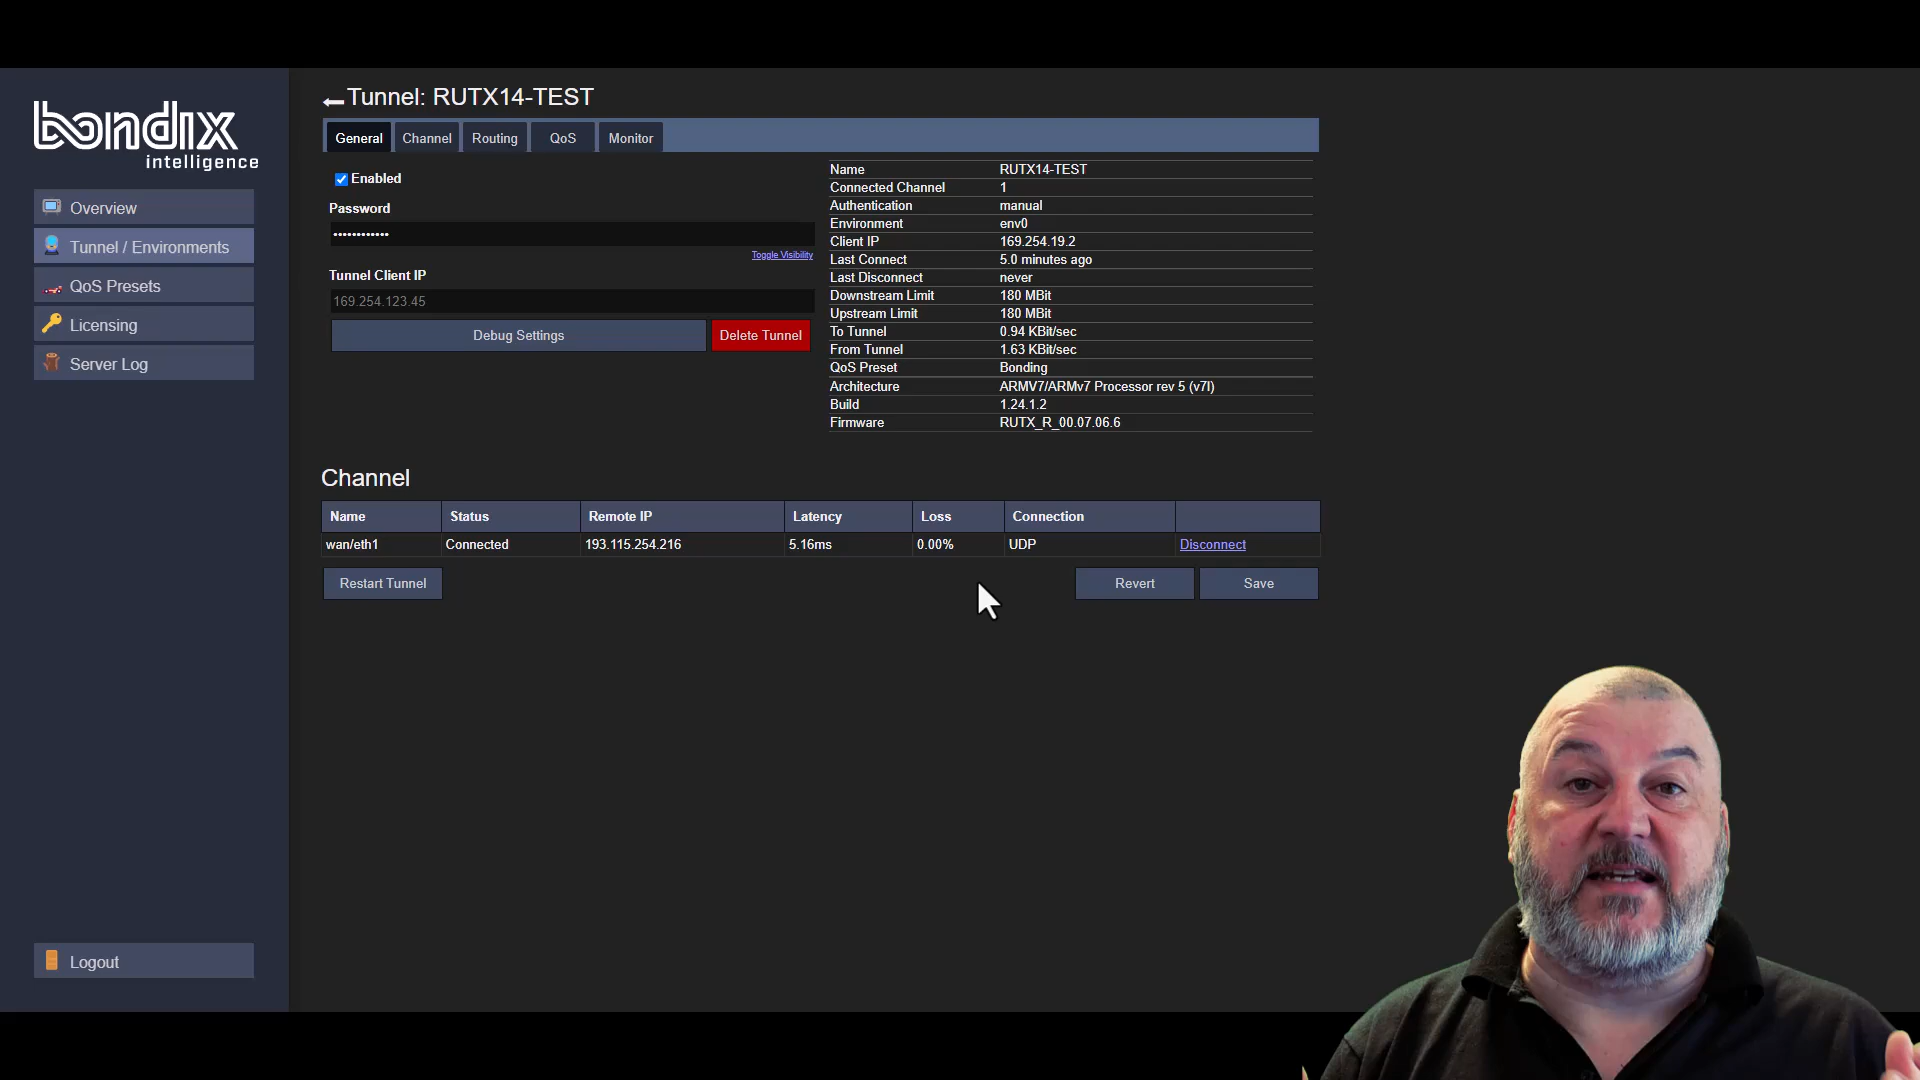 bondix
intelligence
Overview
Tunnel / Environments
QoS Presets
Licensing
Server Log
Logout
Tunnel: RUTX14-TEST
General Channel Routing QoS Monitor
Enabled
Password
••••••••••••
Toggle Visibility
Tunnel Client IP
169.254.123.45
Debug Settings Delete Tunnel
Name RUTX14-TEST
Connected Channel 1
Authentication manual
Environment env0
Client IP 169.254.19.2
Last Connect 5.0 minutes ago
Last Disconnect never
Downstream Limit 180 MBit
Upstream Limit 180 MBit
To Tunnel 0.94 KBit/sec
From Tunnel 1.63 KBit/sec
QoS Preset Bonding
Architecture ARMV7/ARMv7 Processor rev 5 (v7l)
Build 1.24.1.2
Firmware RUTX_R_00.07.06.6
Channel
Name Status Remote IP Latency Loss Connection
wan/eth1 Connected 193.115.254.216 5.16ms 0.00% UDP Disconnect
Restart Tunnel Revert Save